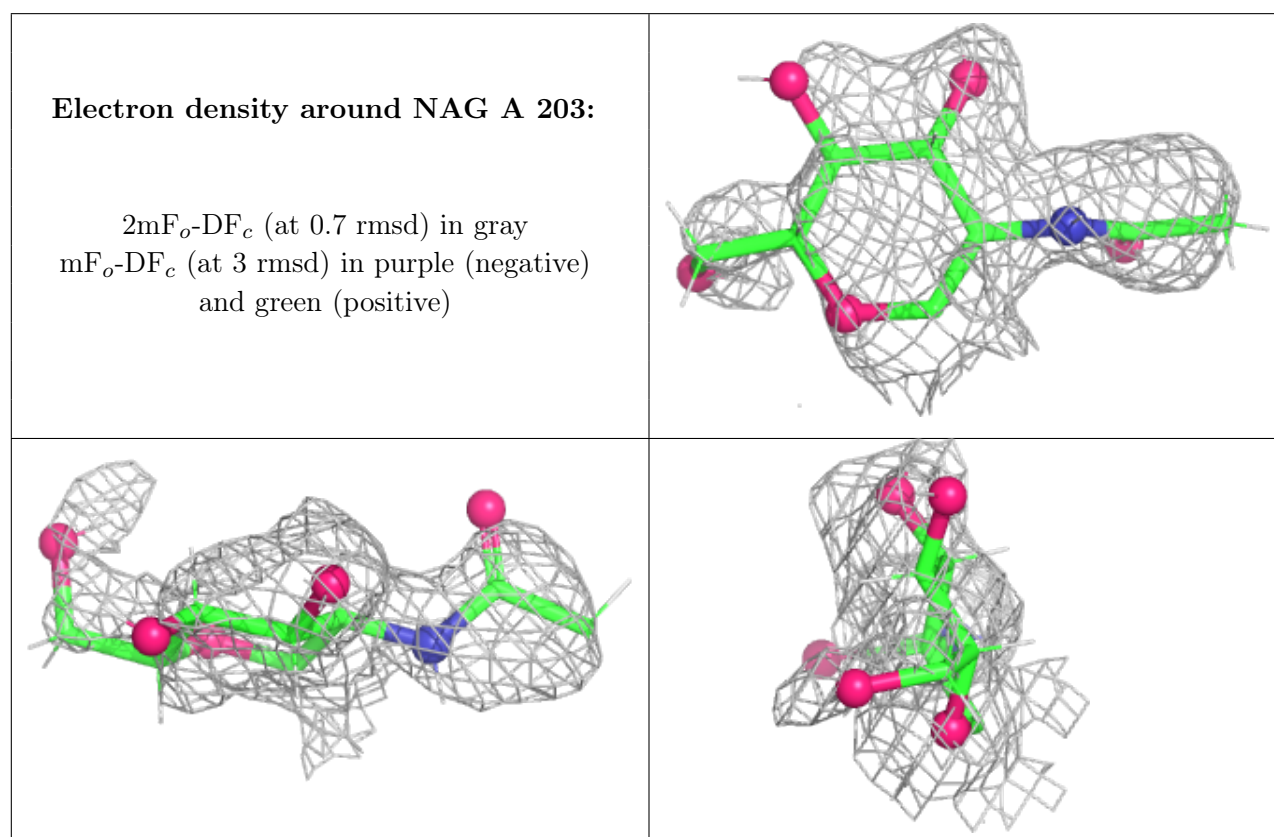 Electron density around NAG A 203:
2mFo-DFc (at 0.7 rmsd) in gray
mFo-DFc (at 3 rmsd) in purple (negative)
and green (positive)